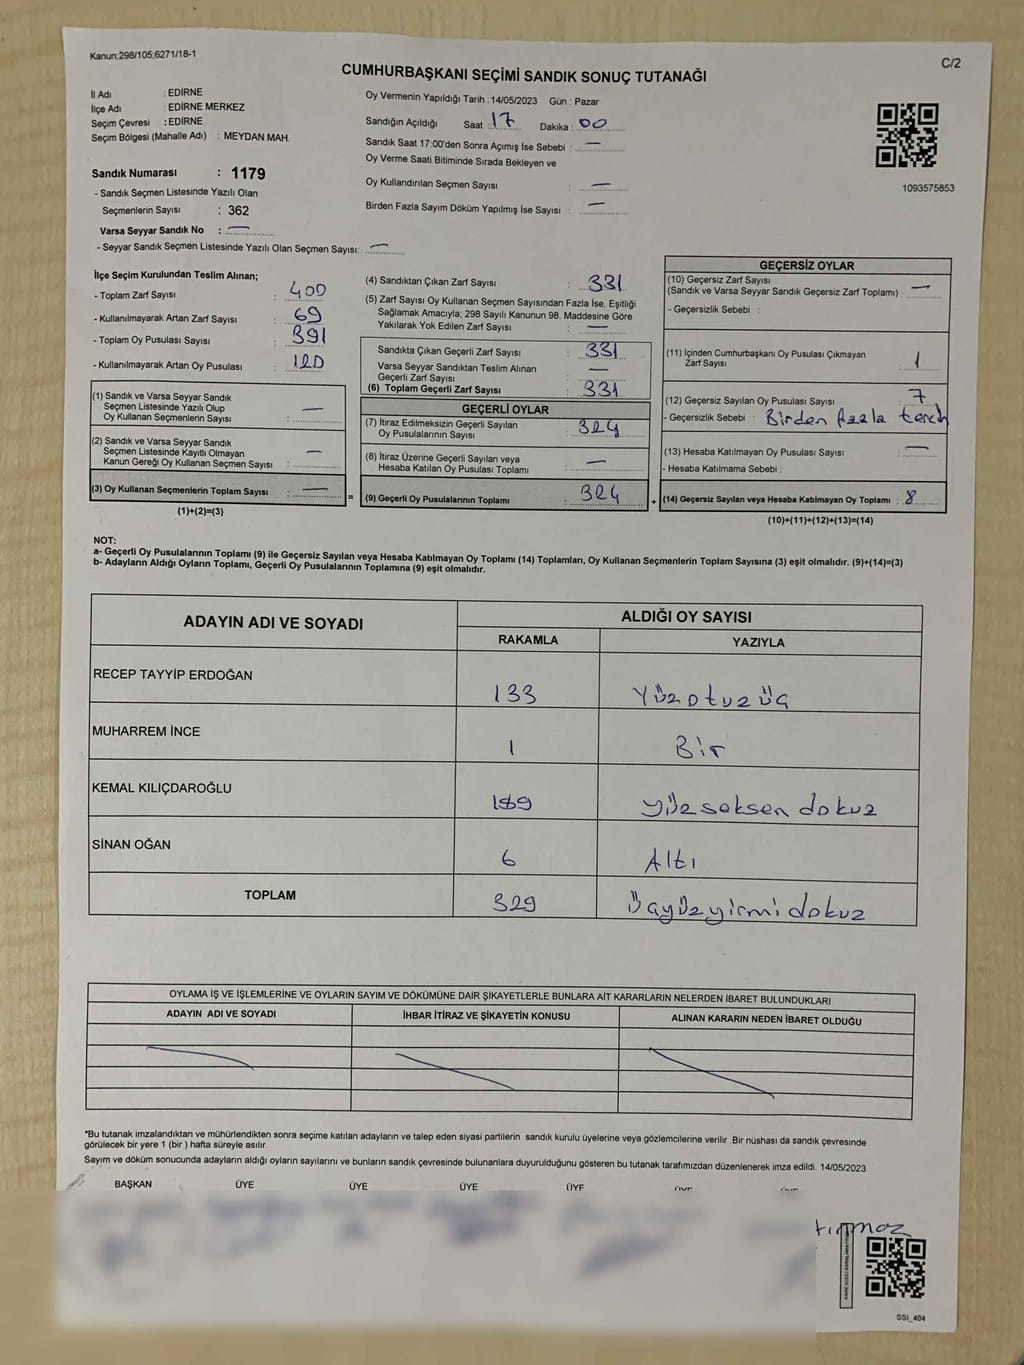 Kanun;298/105;6271/18-1
C/2
CUMHURBAŞKANI SEÇİMİ SANDIK SONUÇ TUTANAĞI
İl Adı : EDİRNE
İlçe Adı : EDİRNE MERKEZ
Seçim Çevresi : EDİRNE
Seçim Bölgesi (Mahalle Adı) : MEYDAN MAH.
Sandık Numarası : 1179
- Sandık Seçmen Listesinde Yazılı Olan
Seçmenlerin Sayısı : 362
Varsa Seyyar Sandık No : —
- Seyyar Sandık Seçmen Listesinde Yazılı Olan Seçmen Sayısı: —
Oy Vermenin Yapıldığı Tarih : 14/05/2023 Gün : Pazar
Sandığın Açıldığı Saat : 17 Dakika : 00
Sandık Saat 17:00'den Sonra Açımış İse Sebebi : —
Oy Verme Saati Bitiminde Sırada Bekleyen ve
Oy Kullandırılan Seçmen Sayısı : —
Birden Fazla Sayım Döküm Yapılmış İse Sayısı : —
1093575853
İlçe Seçim Kurulundan Teslim Alınan;
- Toplam Zarf Sayısı : 400
- Kullanılmayarak Artan Zarf Sayısı : 69
- Toplam Oy Pusulası Sayısı : 391
- Kullanılmayarak Artan Oy Pusulası : 120
(1) Sandık ve Varsa Seyyar Sandık
Seçmen Listesinde Yazılı Olup
Oy Kullanan Seçmenlerin Sayısı : —
(2) Sandık ve Varsa Seyyar Sandık
Seçmen Listesinde Kayıtlı Olmayan
Kanun Gereği Oy Kullanan Seçmen Sayısı : —
(3) Oy Kullanan Seçmenlerin Toplam Sayısı : —
(1)+(2)=(3)
=
(4) Sandıktan Çıkan Zarf Sayısı : 331
(5) Zarf Sayısı Oy Kullanan Seçmen Sayısından Fazla İse, Eşitliği
Sağlamak Amacıyla; 298 Sayılı Kanunun 98. Maddesine Göre
Yakılarak Yok Edilen Zarf Sayısı : —
Sandıkta Çıkan Geçerli Zarf Sayısı : 331
Varsa Seyyar Sandıktan Teslim Alınan
Geçerli Zarf Sayısı : —
(6) Toplam Geçerli Zarf Sayısı : 331
GEÇERLİ OYLAR
(7) İtiraz Edilmeksizin Geçerli Sayılan
Oy Pusulalarının Sayısı : 324
(8) İtiraz Üzerine Geçerli Sayılan veya
Hesaba Katılan Oy Pusulası Toplamı : —
(9) Geçerli Oy Pusulalarının Toplamı : 324
+
GEÇERSİZ OYLAR
(10) Geçersiz Zarf Sayısı
(Sandık ve Varsa Seyyar Sandık Geçersiz Zarf Toplamı) : —
- Geçersizlik Sebebi :
(11) İçinden Cumhurbaşkanı Oy Pusulası Çıkmayan
Zarf Sayısı : 1
(12) Geçersiz Sayılan Oy Pusulası Sayısı : 7
- Geçersizlik Sebebi : Birden fazla tercih
(13) Hesaba Katılmayan Oy Pusulası Sayısı : —
- Hesaba Katılmama Sebebi :
(14) Geçersiz Sayılan veya Hesaba Katılmayan Oy Toplamı : 8
(10)+(11)+(12)+(13)=(14)
NOT:
a- Geçerli Oy Pusulalarının Toplamı (9) ile Geçersiz Sayılan veya Hesaba Katılmayan Oy Toplamı (14) Toplamları, Oy Kullanan Seçmenlerin Toplam Sayısına (3) eşit olmalıdır. (9)+(14)=(3)
b- Adayların Aldığı Oyların Toplamı, Geçerli Oy Pusulalarının Toplamına (9) eşit olmalıdır.
ADAYIN ADI VE SOYADI
ALDIĞI OY SAYISI
RAKAMLA YAZIYLA
RECEP TAYYİP ERDOĞAN 133 Yüzotuzüç
MUHARREM İNCE 1 Bir
KEMAL KILIÇDAROĞLU 189 yüzseksendokuz
SİNAN OĞAN 6 Altı
TOPLAM 329 Üçyüzyirmidokuz
OYLAMA İŞ VE İŞLEMLERİNE VE OYLARIN SAYIM VE DÖKÜMÜNE DAİR ŞİKAYETLERLE BUNLARA AİT KARARLARIN NELERDEN İBARET BULUNDUKLARI
ADAYIN ADI VE SOYADI İHBAR İTİRAZ VE ŞİKAYETİN KONUSU ALINAN KARARIN NEDEN İBARET OLDUĞU
*Bu tutanak imzalandıktan ve mühürlendikten sonra seçime katılan adayların ve talep eden siyasi partilerin sandık kurulu üyelerine veya gözlemcilerine verilir. Bir nüshası da sandık çevresinde
görülecek bir yere 1 (bir ) hafta süreyle asılır.
Sayım ve döküm sonucunda adayların aldığı oyların sayılarını ve bunların sandık çevresinde bulunanlara duyurulduğunu gösteren bu tutanak tarafımızdan düzenlenerek imza edildi. 14/05/2023
BAŞKAN ÜYE ÜYE ÜYE ÜYE
SSI_404